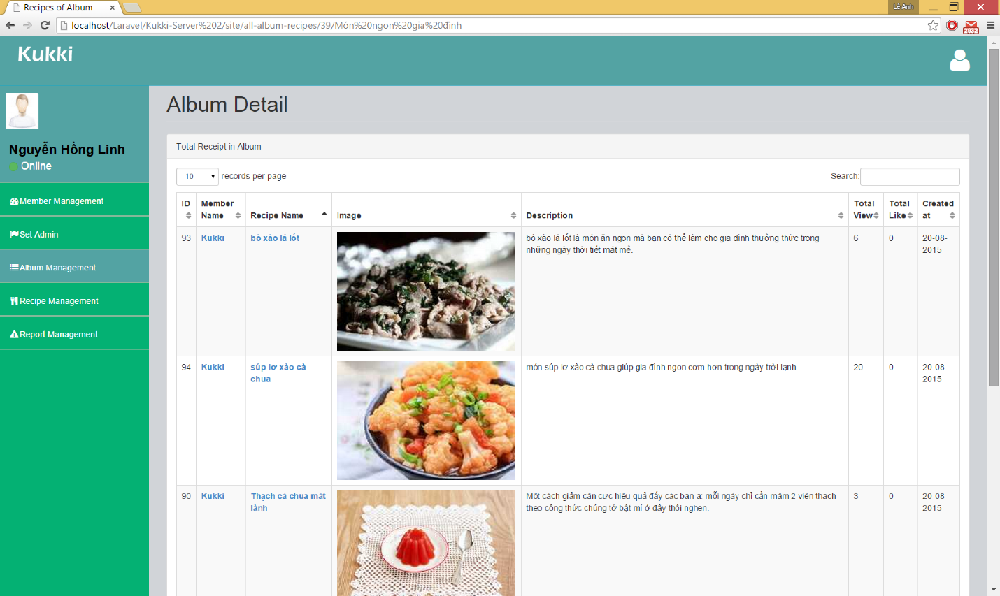 Recipes of Album
Lê Anh
localhost/Laravel/Kukki-Server%202/site/all-album-recipes/39/Món%20ngon%20gia%20đình
2932
Kukki
Nguyễn Hồng Linh
Online
Member Management
Set Admin
Album Management
Recipe Management
Report Management
Album Detail
Total Receipt in Album
10 records per page
Search:
ID Member Name Recipe Name Image Description Total View Total Like Created at
93 Kukki bò xào lá lốt bò xào lá lốt là món ăn ngon mà bạn có thể làm cho gia đình thưởng thức trong 6 0 20-08-
những ngày thời tiết mát mẻ. 2015
94 Kukki súp lơ xào cà món súp lơ xào cà chua giúp gia đình ngon cơm hơn trong ngày trời lạnh 20 0 20-08-
chua 2015
90 Kukki Thạch cà chua mát Một cách giảm cân cực hiệu quả đấy các bạn ạ: mỗi ngày chỉ cần măm 2 viên thạch 3 0 20-08-
lành theo công thức chúng tớ bật mí ở đây thôi nghen. 2015